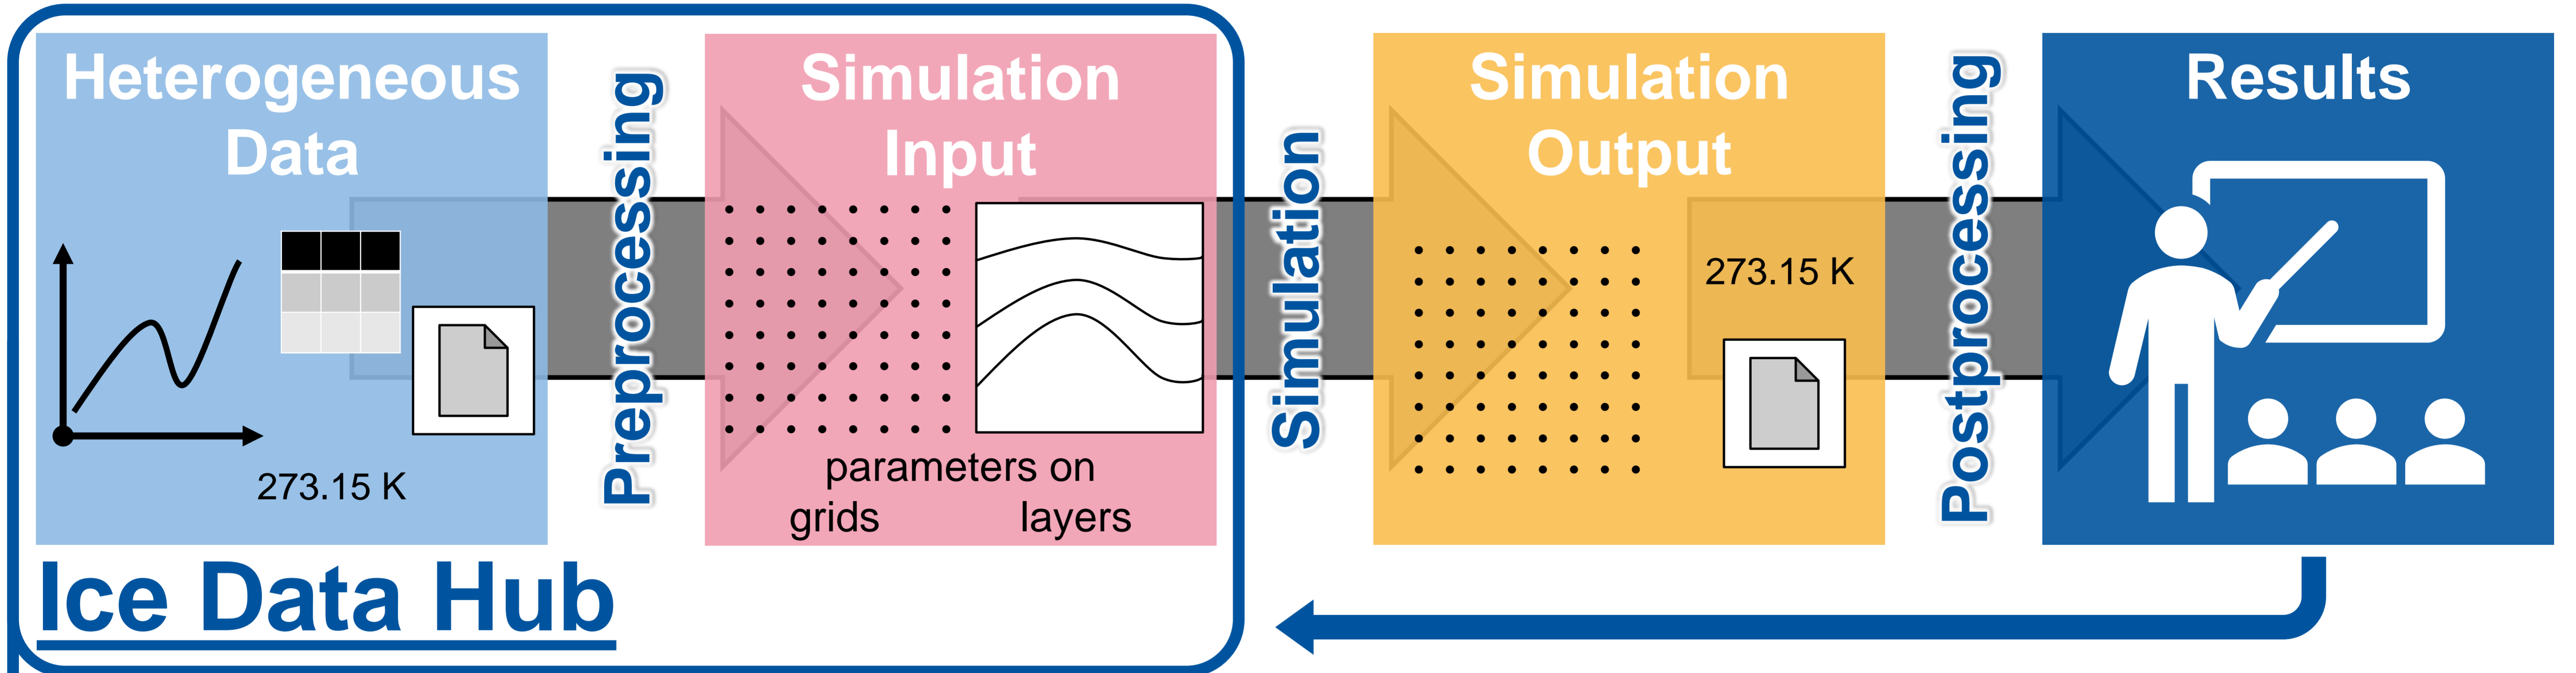 Heterogeneous
Data
273.15 K
Preprocessing
Simulation
Input
parameters on
grids layers
Simulation
Simulation
Output
273.15 K
Postprocessing
Results
Ice Data Hub